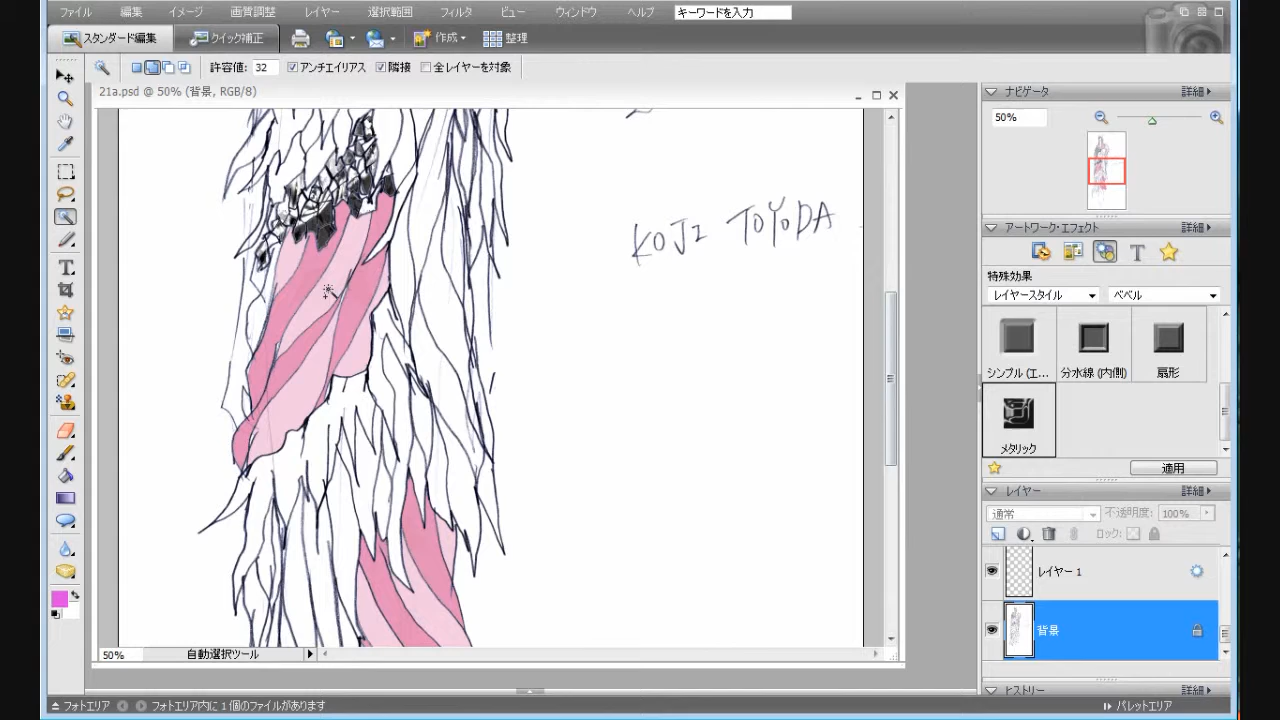 ファイル 編集 イメージ 画質調整 レイヤー 選択範囲 フィルタ ビュー ウィンドウ ヘルプ キーワードを入力
スタンダード編集 クイック補正 作成 整理
許容値: 32 アンチエイリアス 隣接 全レイヤーを対象
21a.psd @ 50% (背景, RGB/8)
KOJI TOYODA
50% 自動選択ツール
ナビゲータ 詳細
50%
アートワーク・エフェクト 詳細
特殊効果
レイヤースタイル ベベル
シンプル (エ... 分水線 (内側) 扇形
メタリック
適用
レイヤー 詳細
通常 不透明度: 100%
ロック:
レイヤー 1
背景
ヒストリー 詳細
フォトエリア フォトエリア内に 1 個のファイルがあります パレットエリア